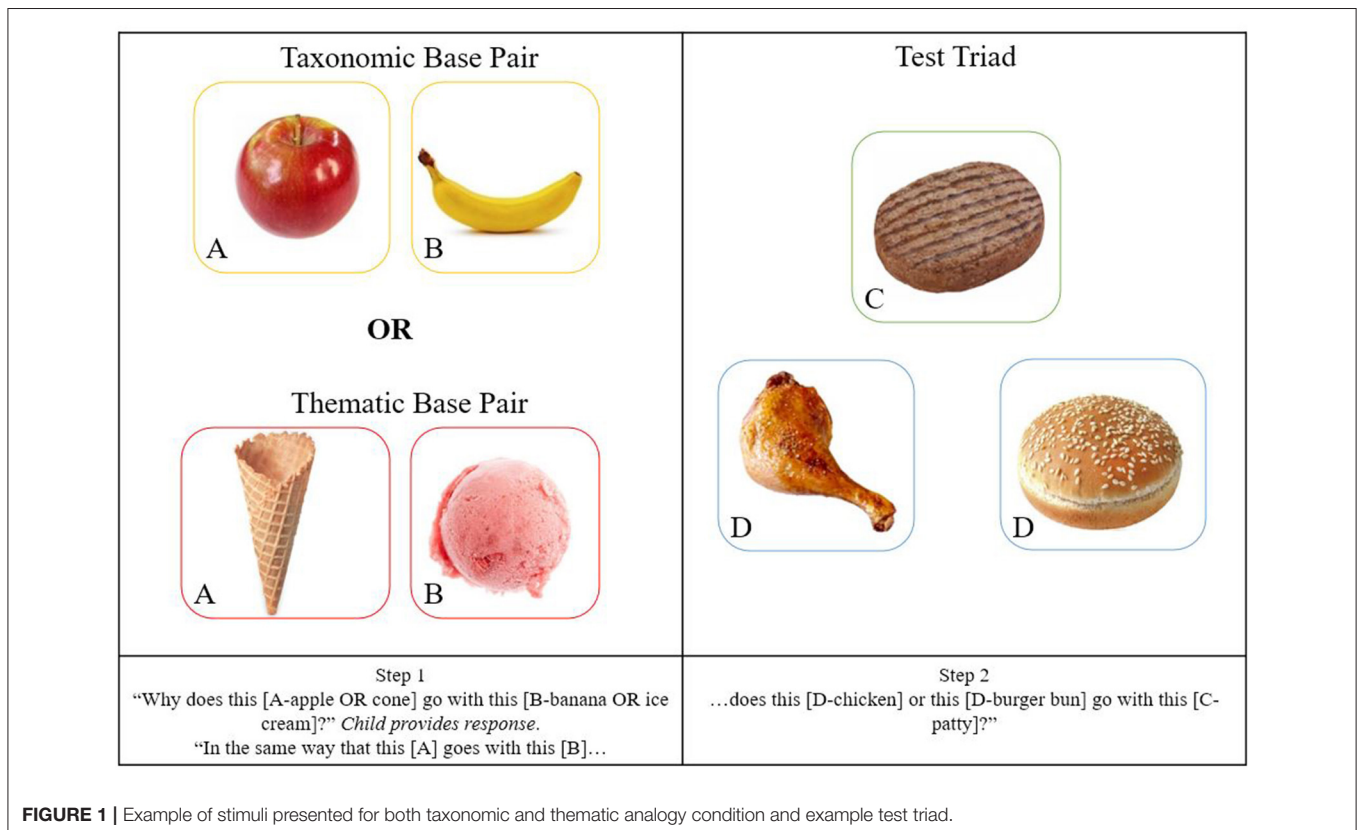 Taxonomic Base Pair
A
B
OR
Thematic Base Pair
A
B
Step 1
“Why does this [A-apple OR cone] go with this [B-banana OR ice
cream]?” Child provides response.
“In the same way that this [A] goes with this [B]…
Test Triad
C
D
D
Step 2
…does this [D-chicken] or this [D-burger bun] go with this [C-
patty]?”
FIGURE 1 | Example of stimuli presented for both taxonomic and thematic analogy condition and example test triad.